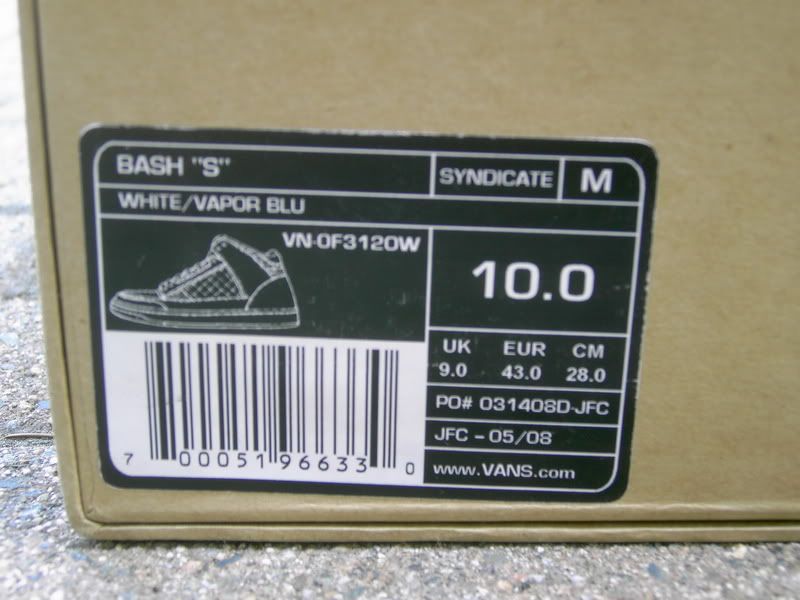 BASH "S"
SYNDICATE
M
WHITE/VAPOR BLU
VN-0F3120W
10.0
UK EUR CM
9.0 43.0 28.0
PO# 031408D-JFC
JFC - 05/08
www.VANS.com
7 00051 96633 0